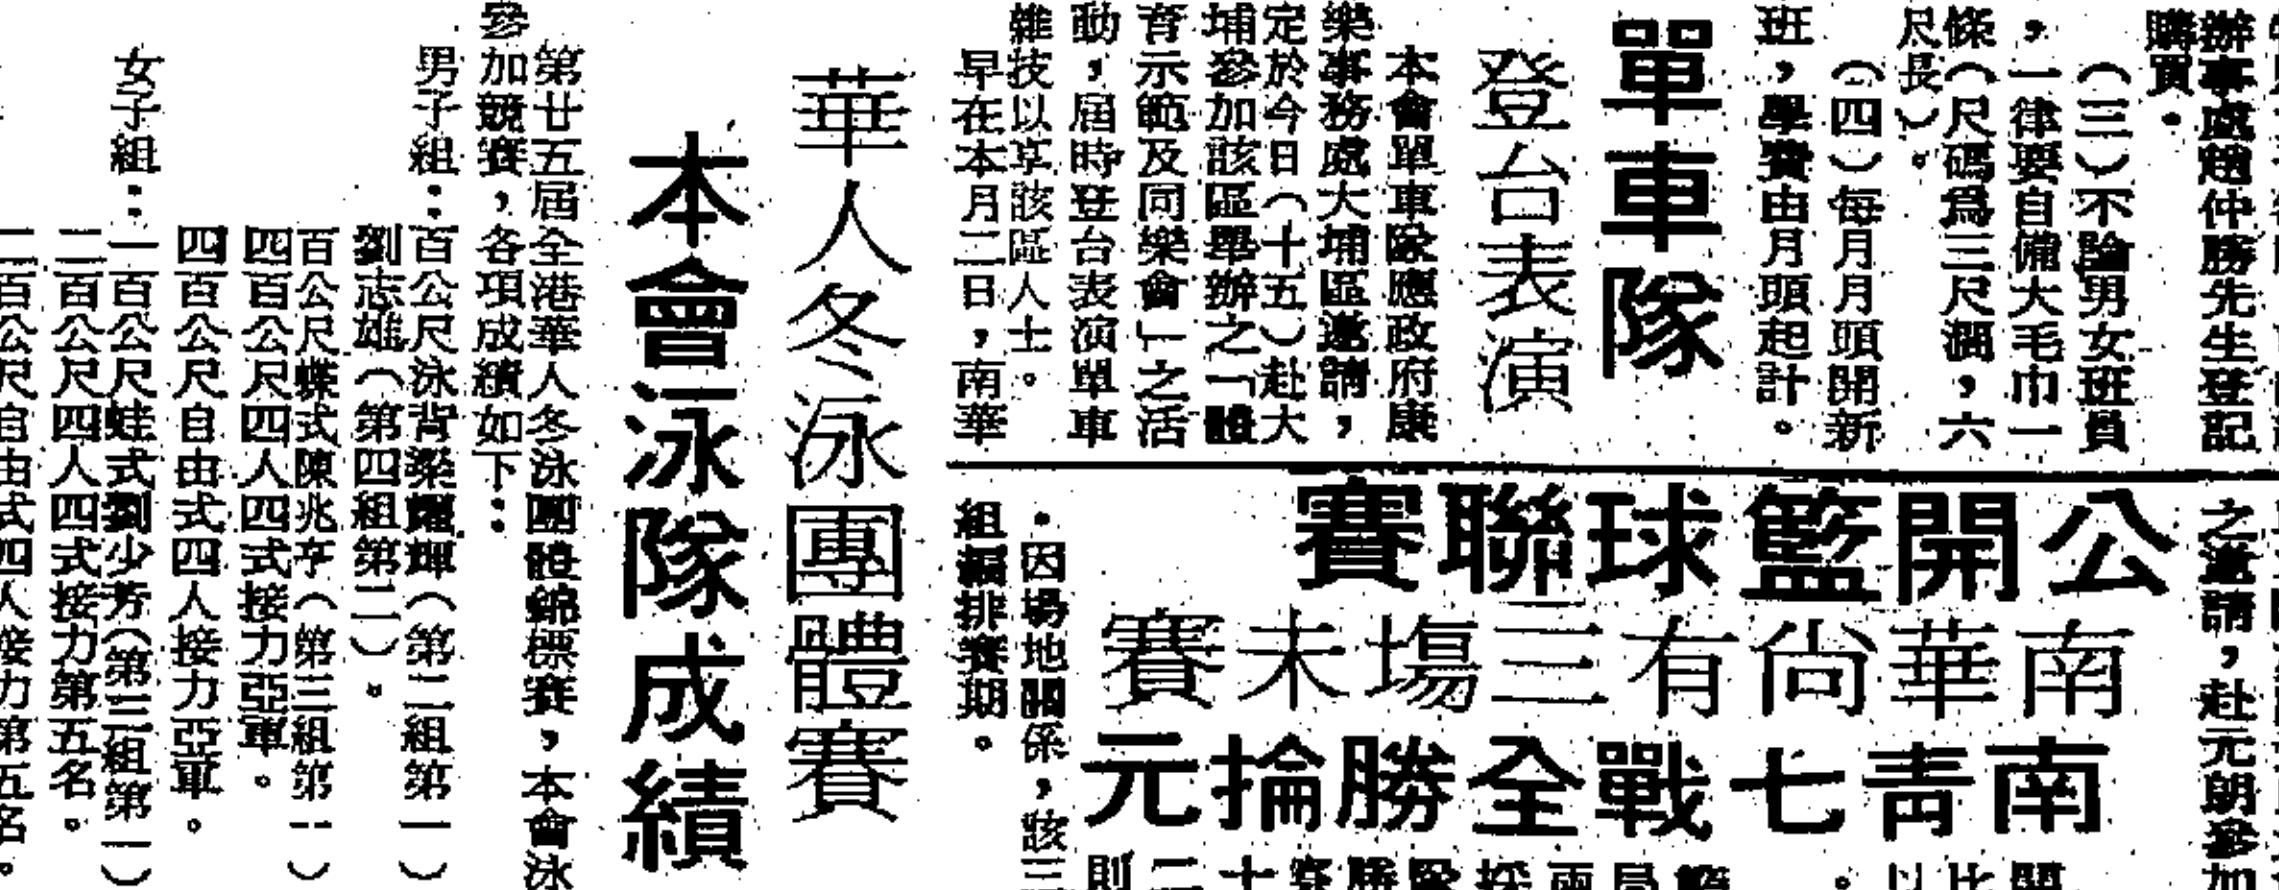 辦事處趙仲勝先生登記
購買。
（三）不論男女班員
，一律要自備大毛巾一
條（尺碼爲三尺濶，六
尺長）。
（四）每月月頭開新
班，學費由月頭起計。
單車隊
登台表演
本會單車隊應政府康
樂事務處大埔區邀請，
定於今日（十五）赴大
埔參加該區舉辦之「體
育示範及同樂會」之活
動，屆時登台表演單車
雜技以享該區人士。
早在本月二日，南華
華人冬泳團體賽
本會泳隊成績
第廿五屆全港華人冬泳團體錦標賽，本會泳
參加競賽，各項成績如下：
男子組：百公尺泳背梁耀輝（第二組第一）
劉志雄（第四組第二）。
百公尺蝶式陳兆亨（第三組第一）
四百公尺四人四式接力亞軍。
四百公尺自由式四人接力亞軍。
女子組：一百公尺蛙式劉少芳（第三組第一）
二百公尺四人四式接力第五名。
二百公尺自由式四人接力第五名。
之邀請，赴元朗參加
公開籃球聯賽
南華尙有三塲未賽
南青七戰全勝掄元
。因場地關係，該三
組編排賽期。